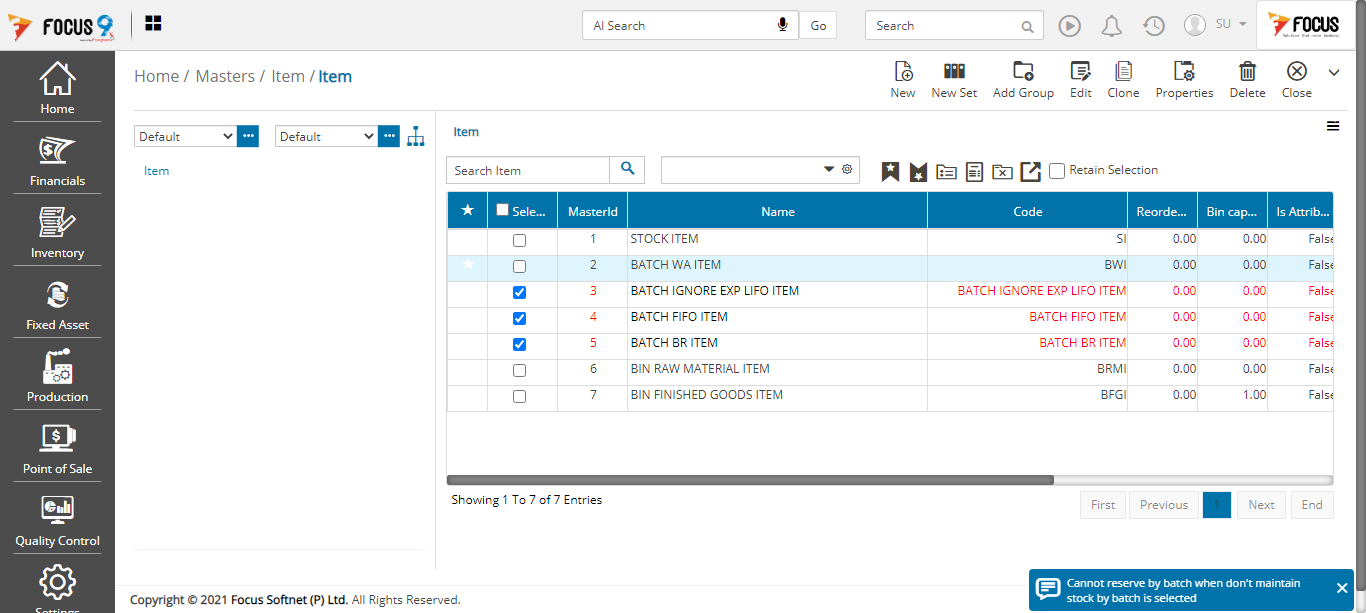 FOCUS 9
AI Search
Go
Search
SU
FOCUS
Home
Financials
Inventory
Fixed Asset
Production
Point of Sale
Quality Control
Settings
Home / Masters / Item / Item
New
New Set
Add Group
Edit
Clone
Properties
Delete
Close
Default
Default
Item
Item
Search Item
Retain Selection
Sele... MasterId Name Code Reorde... Bin cap... Is Attrib...
1 STOCK ITEM SI 0.00 0.00 False
2 BATCH WA ITEM BWI 0.00 0.00 False
3 BATCH IGNORE EXP LIFO ITEM BATCH IGNORE EXP LIFO ITEM 0.00 0.00 False
4 BATCH FIFO ITEM BATCH FIFO ITEM 0.00 0.00 False
5 BATCH BR ITEM BATCH BR ITEM 0.00 0.00 False
6 BIN RAW MATERIAL ITEM BRMI 0.00 0.00 False
7 BIN FINISHED GOODS ITEM BFGI 0.00 1.00 False
Showing 1 To 7 of 7 Entries
First
Previous
1
Next
End
Copyright © 2021 Focus Softnet (P) Ltd. All Rights Reserved.
Cannot reserve by batch when don't maintain
stock by batch is selected